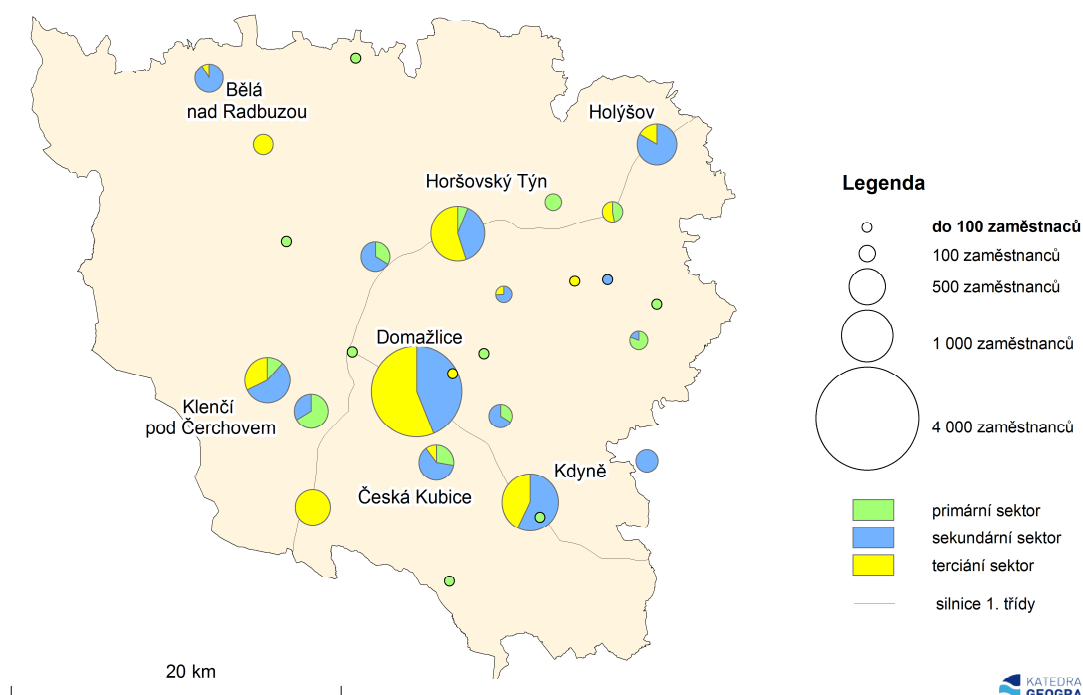 Bělá
nad Radbuzou
Holýšov
Horšovský Týn
Domažlice
Klenčí
pod Čerchovem
Česká Kubice
Kdyně
20 km
Legenda
do 100 zaměstnaců
100 zaměstnanců
500 zaměstnanců
1 000 zaměstnanců
4 000 zaměstnanců
primární sektor
sekundární sektor
terciání sektor
silnice 1. třídy
KATEDRA
GEOGRA